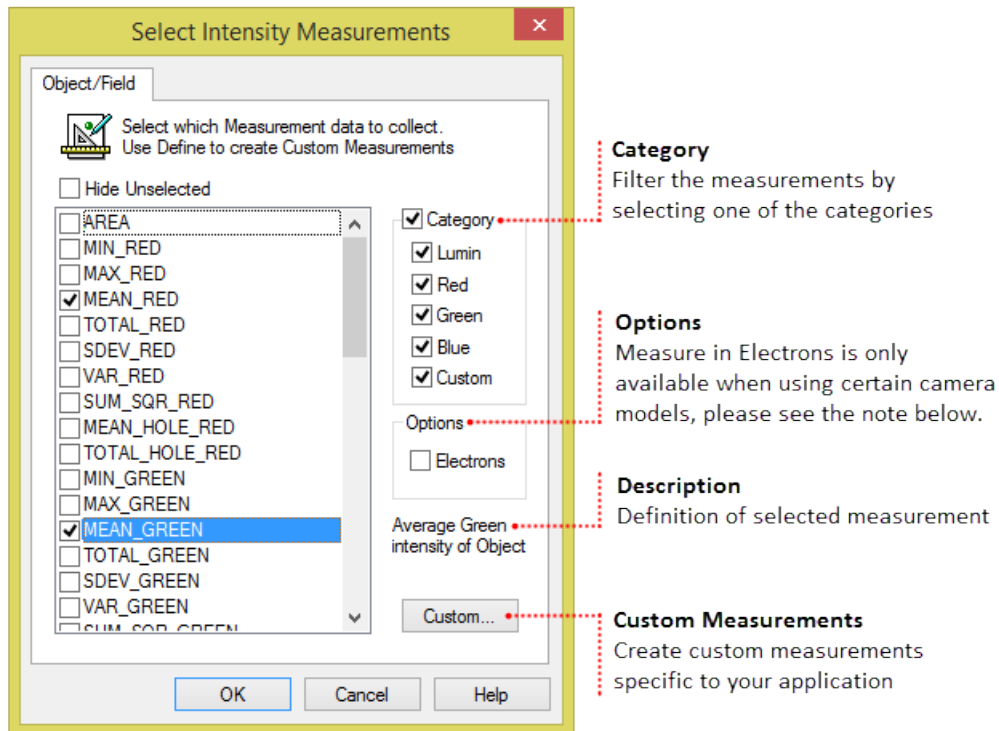 Select Intensity Measurements
Object/Field
Select which Measurement data to collect.
Use Define to create Custom Measurements
Hide Unselected
AREA
MIN_RED
MAX_RED
MEAN_RED
TOTAL_RED
SDEV_RED
VAR_RED
SUM_SQR_RED
MEAN_HOLE_RED
TOTAL_HOLE_RED
MIN_GREEN
MAX_GREEN
MEAN_GREEN
TOTAL_GREEN
SDEV_GREEN
VAR_GREEN
SUM_SQR_GREEN
Category
Lumin
Red
Green
Blue
Custom
Options
Electrons
Average Green
intensity of Object
Custom...
OK
Cancel
Help
Category
Filter the measurements by
selecting one of the categories
Options
Measure in Electrons is only
available when using certain camera
models, please see the note below.
Description
Definition of selected measurement
Custom Measurements
Create custom measurements
specific to your application